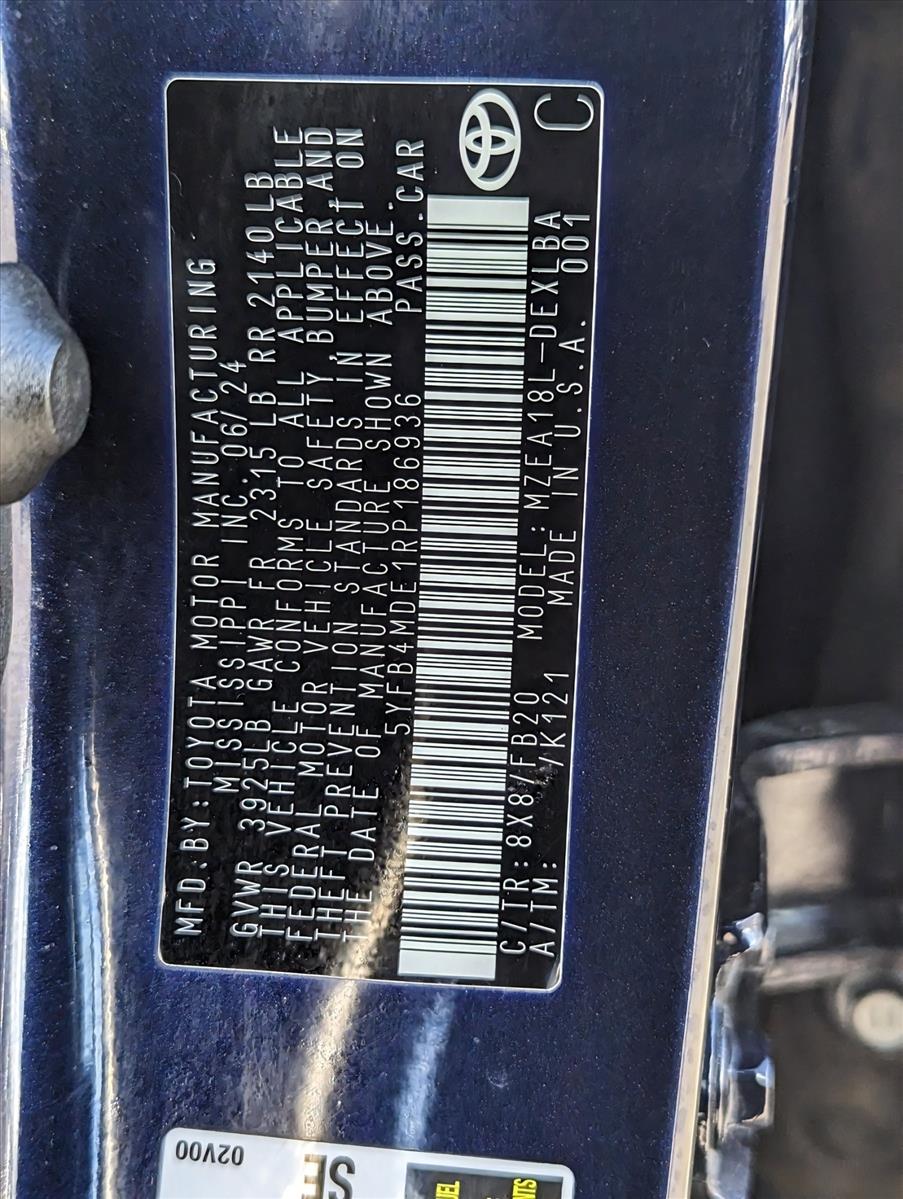 MFD.BY:TOYOTA MOTOR MANUFACTURING
MISSISSIPPI INC. 06/24
GVWR 3925LB GAWR FR 2315 LB RR 2140LB
THIS VEHICLE CONFORMS TO ALL APPLICABLE
FEDERAL MOTOR VEHICLE SAFETY, BUMPER, AND
THEFT PREVENTION STANDARDS IN EFFECT ON
THE DATE OF MANUFACTURE SHOWN ABOVE.
5YFB4MDE1RP186936 PASS.CAR
C/TR: 8X8/FB20 MODEL: MZEA18L-DEXLBA
A/TM: -/K121 MADE IN U.S.A. 001
C
02V00